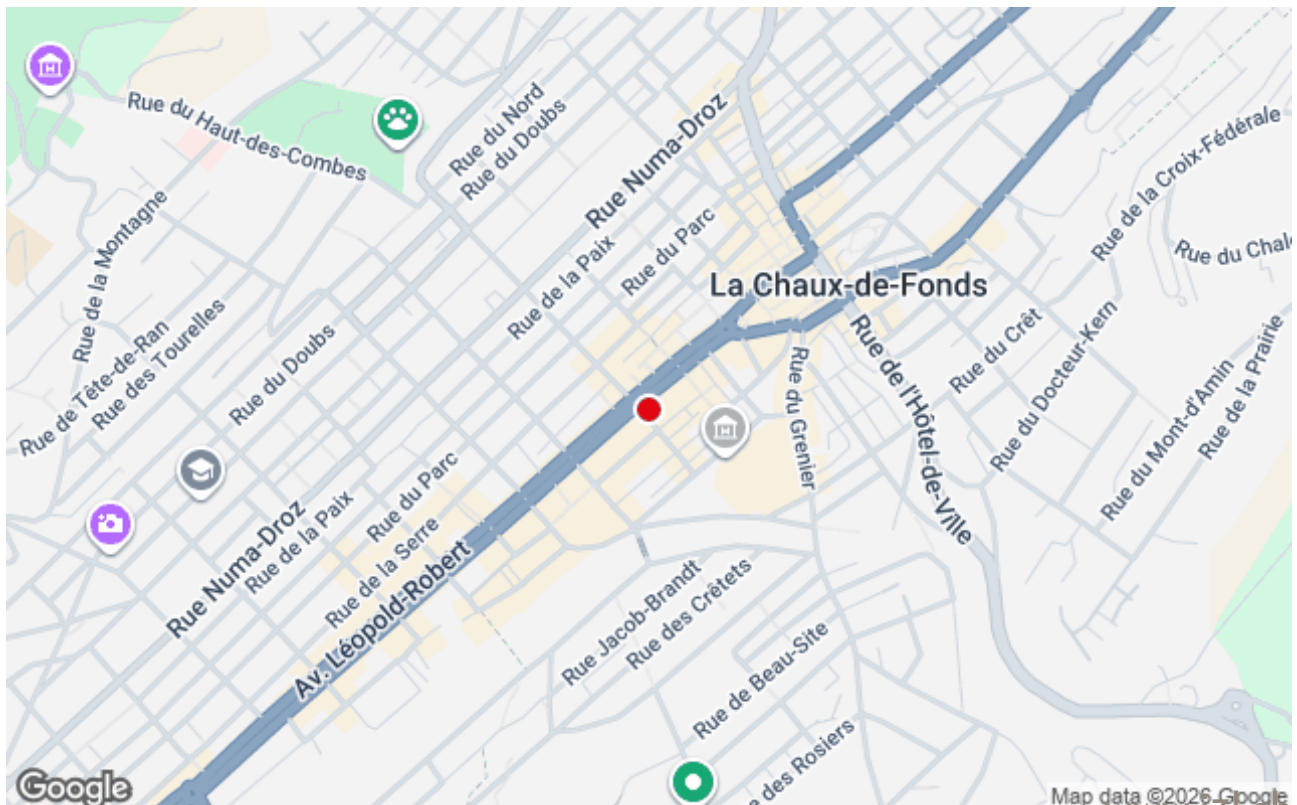 Rue du Haut-des-Combes
Rue du Nord
Rue du Doubs
Rue Numa-Droz
Rue de la Croix-Fédérale
Rue de la Montagne
Rue du Parc
Rue de la Paix
Rue du Chale
La Chaux-de-Fonds
Rue de Tête-de-Ran
Rue des Tourelles
Rue du Doubs
Rue du Crêt
Rue du Docteur-Kern
Rue de l'Hôtel-de-Ville
Rue du Grenier
Rue du Mont-d'Amin
Rue de la Prairie
Rue du Parc
Rue de la Paix
Rue Numa-Droz
Rue de la Serre
Av. Léopold-Robert
Rue Jacob-Brandt
Rue des Crêtets
Rue de Beau-Site
e des Rosiers
Google
Map data ©2026 Google